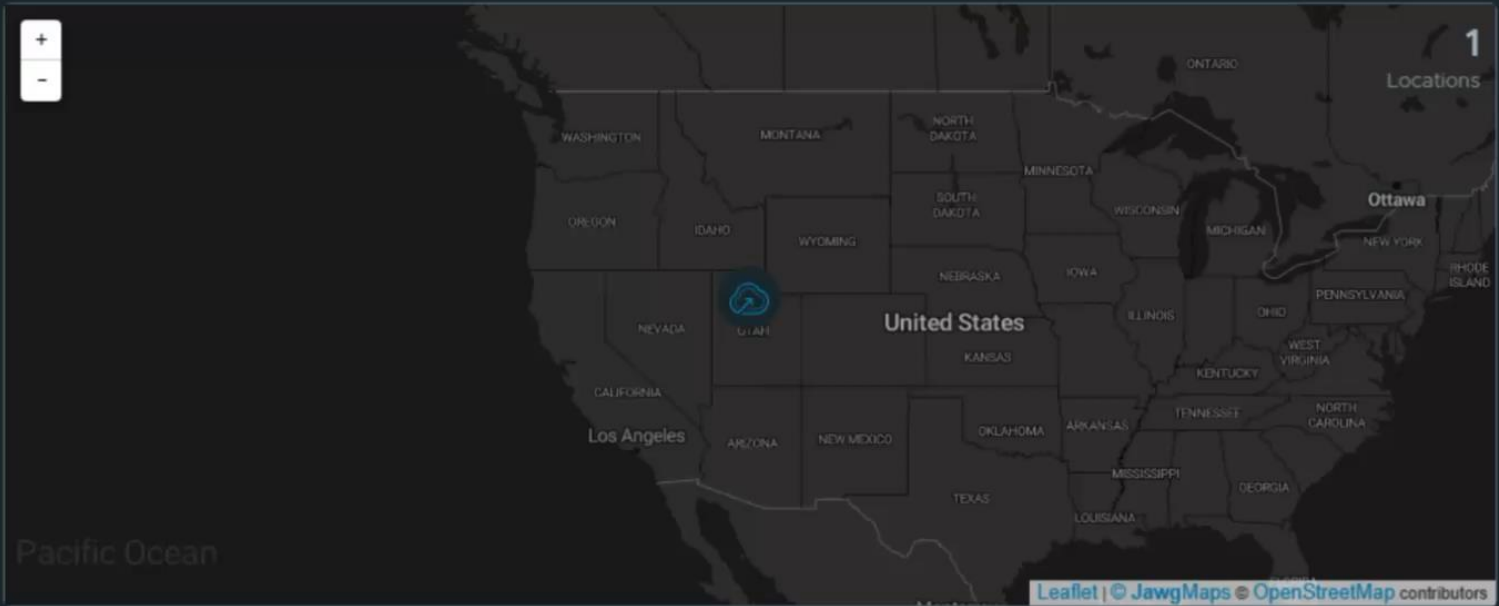 +
−
1
Locations
ONTARIO
WASHINGTON
MONTANA
NORTH
DAKOTA
MINNESOTA
Ottawa
OREGON
IDAHO
WYOMING
SOUTH
DAKOTA
WISCONSIN
MICHIGAN
NEW YORK
RHODE
ISLAND
NEBRASKA
IOWA
PENNSYLVANIA
NEVADA
UTAH
United States
ILLINOIS
OHIO
KANSAS
WEST
VIRGINIA
KENTUCKY
CALIFORNIA
Los Angeles
ARIZONA
NEW MEXICO
OKLAHOMA
ARKANSAS
TENNESSEE
NORTH
CAROLINA
MISSISSIPPI
TEXAS
GEORGIA
LOUISIANA
Pacific Ocean
Leaflet | © JawgMaps © OpenStreetMap contributors